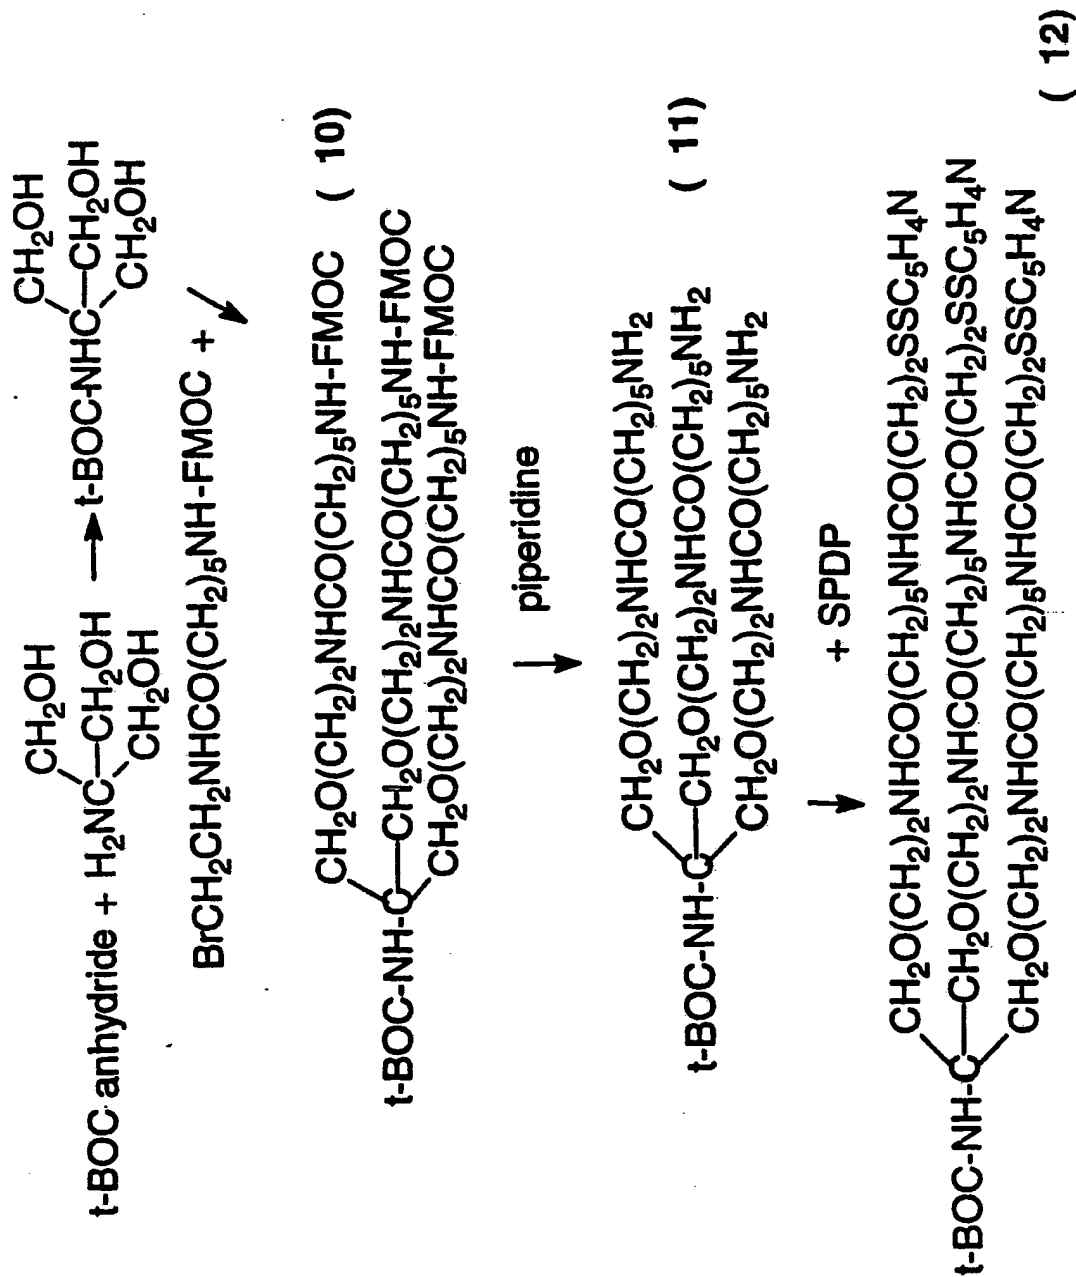 CH₂OH CH₂OH
t-BOC anhydride + H₂NC—CH₂OH → t-BOC-NHC—CH₂OH
CH₂OH CH₂OH
BrCH₂CH₂NHCO(CH₂)₅NH-FMOC +
CH₂O(CH₂)₂NHCO(CH₂)₅NH-FMOC ( 10)
t-BOC-NH-C—CH₂O(CH₂)₂NHCO(CH₂)₅NH-FMOC
CH₂O(CH₂)₂NHCO(CH₂)₅NH-FMOC
piperidine
CH₂O(CH₂)₂NHCO(CH₂)₅NH₂ ( 11)
t-BOC-NH-C—CH₂O(CH₂)₂NHCO(CH₂)₅NH₂
CH₂O(CH₂)₂NHCO(CH₂)₅NH₂
+ SPDP
CH₂O(CH₂)₂NHCO(CH₂)₅NHCO(CH₂)₂SSC₅H₄N
t-BOC-NH-C—CH₂O(CH₂)₂NHCO(CH₂)₅NHCO(CH₂)₂SSC₅H₄N
CH₂O(CH₂)₂NHCO(CH₂)₅NHCO(CH₂)₂SSC₅H₄N
( 12)